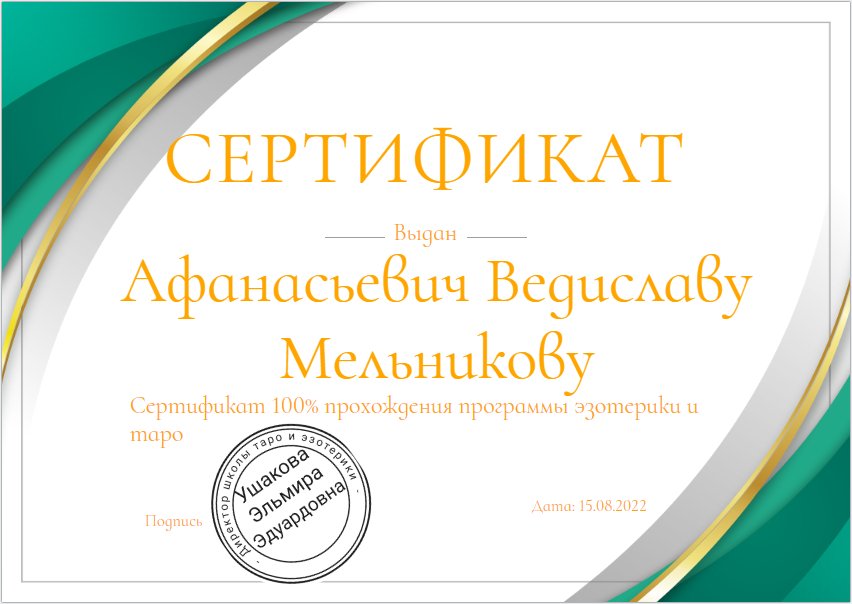 СЕРТИФИКАТ
Выдан
Афанасьевич Ведиславу
Мельникову
Сертификат 100% прохождения программы эзотерики и
таро
- Директор школы таро и эзотерики -
Ушакова
Эльмира
Эдуардовна
Подпись
Дата: 15.08.2022